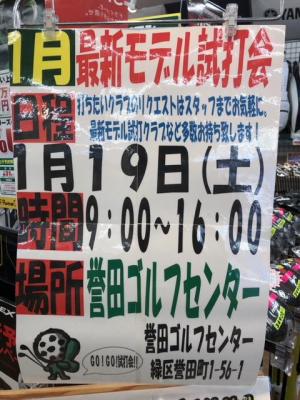 1月最新モデル試打会
打ちたいクラブのリクエストはスタッフまでお気軽に。
最新モデル試打クラブなど多数お待ち致します!
日程
1月19日(土)
時間 9:00~16:00
場所 誉田ゴルフセンター
誉田ゴルフセンター
緑区誉田町1-56-1
GO!GO!試打会!!